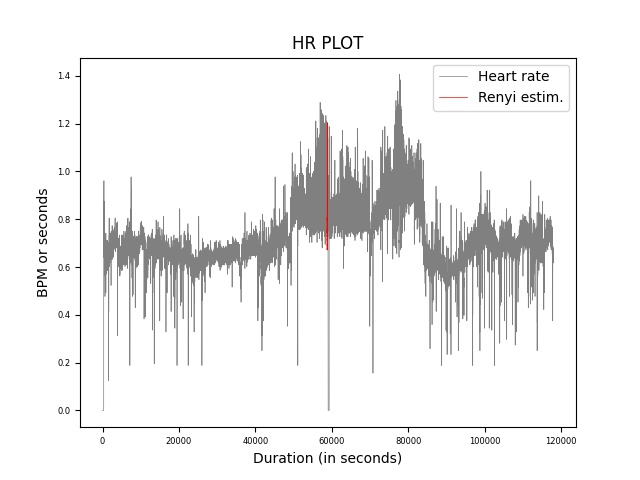 HR PLOT
Heart rate
Renyi estim.
BPM or seconds
1.4
1.2
1.0
0.8
0.6
0.4
0.2
0.0
0 20000 40000 60000 80000 100000 120000
Duration (in seconds)